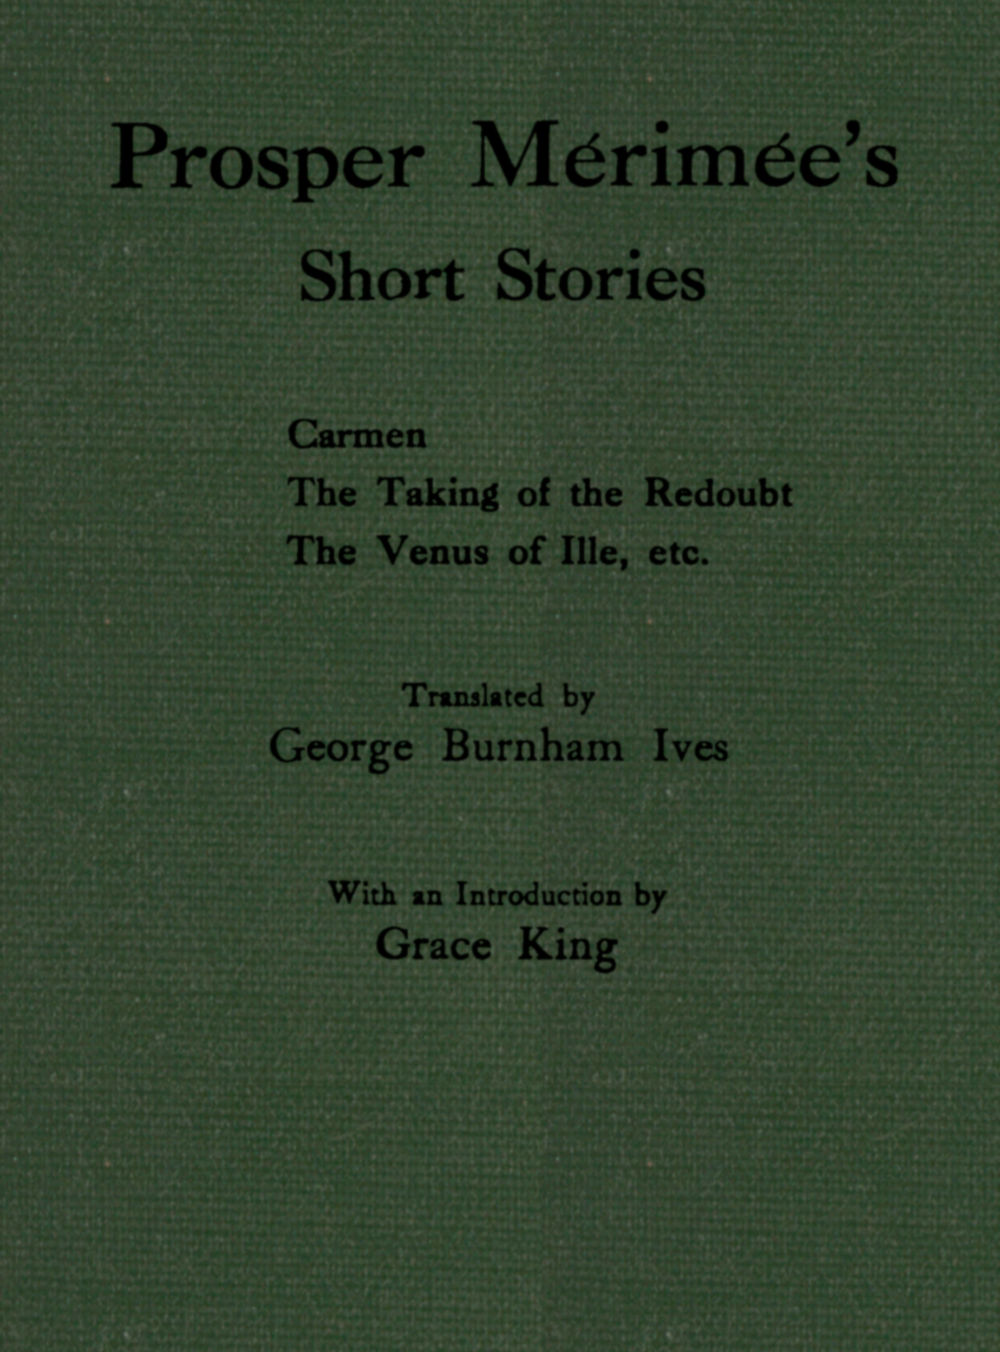 Prosper Mérimée's
Short Stories
Carmen
The Taking of the Redoubt
The Venus of Ille, etc.
Translated by
George Burnham Ives
With an Introduction by
Grace King